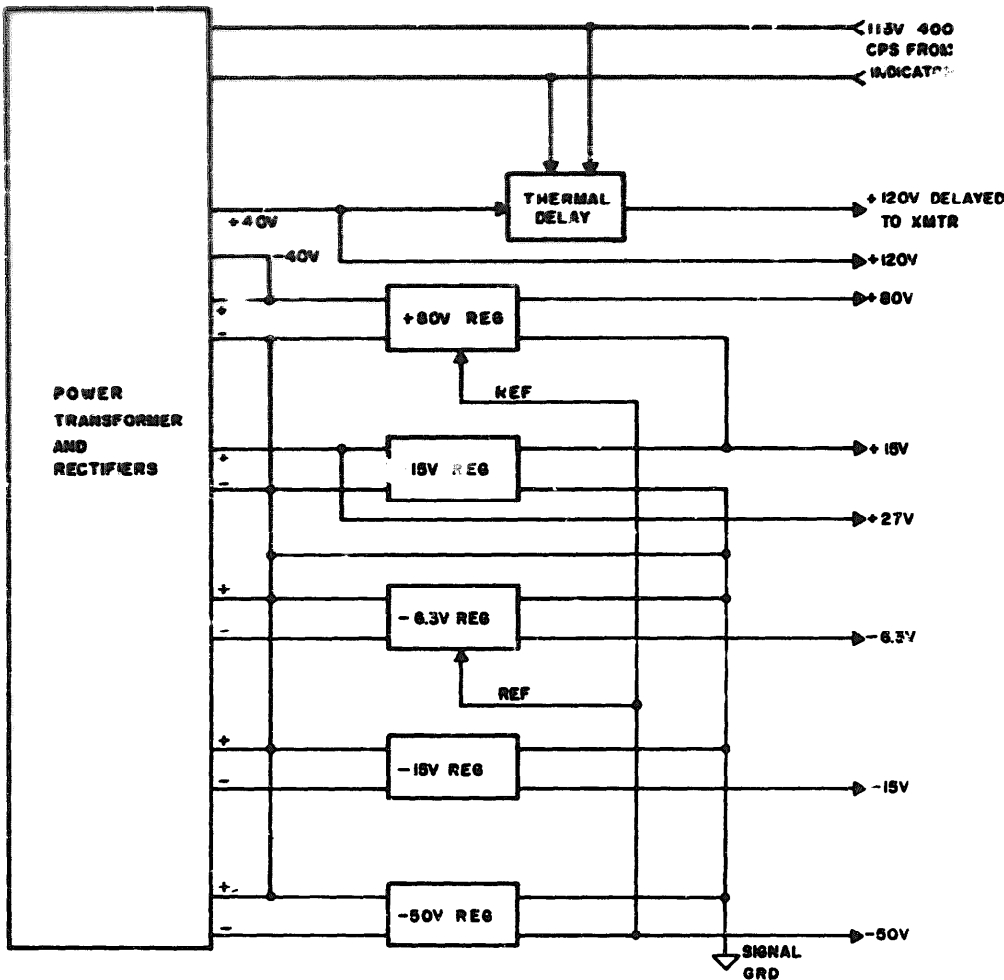 113V 400
CPS FROM
INDICATOR
THERMAL
DELAY
+120V DELAYED
TO XMTR
+40V
-40V
+120V
+80V
+
-
+80V REG
REF
POWER
TRANSFORMER
AND
RECTIFIERS
+
-
15V REG
+15V
+27V
+
-
-6.3V REG
-6.3V
REF
+
-
-15V REG
-15V
+
-
-50V REG
-50V
SIGNAL
GRD